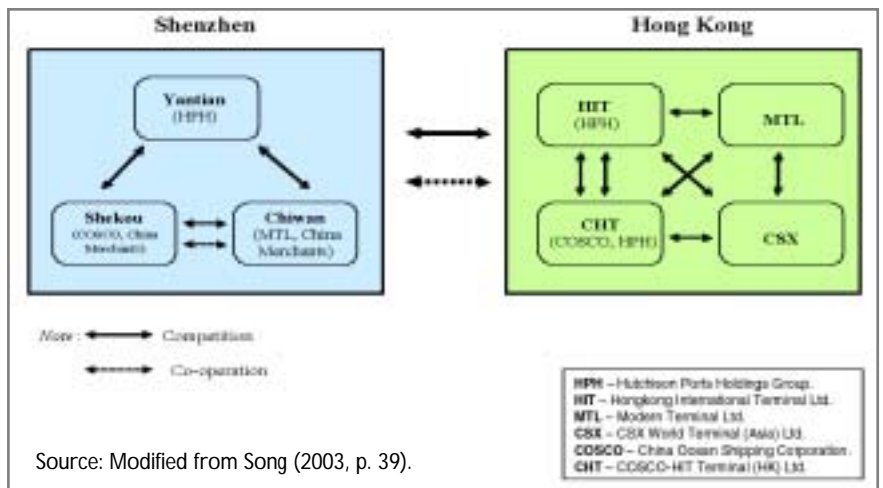 Shenzhen
Hong Kong
Yantian
(HPH)
Shekou
(COSCO, China
Merchants)
Chiwan
(MTL, China
Merchants)
HIT
(HPH)
MTL
CHT
(COSCO, HPH)
CSX
Note: Competition
Co-operation
HPH – Hutchison Ports Holdings Group.
HIT – Hongkong International Terminal Ltd.
MTL – Modern Terminal Ltd.
CSX – CSX World Terminal (Asia) Ltd.
COSCO – China Ocean Shipping Corporation.
CHT – COSCO-HIT Terminal (HK) Ltd.
Source: Modified from Song (2003, p. 39).